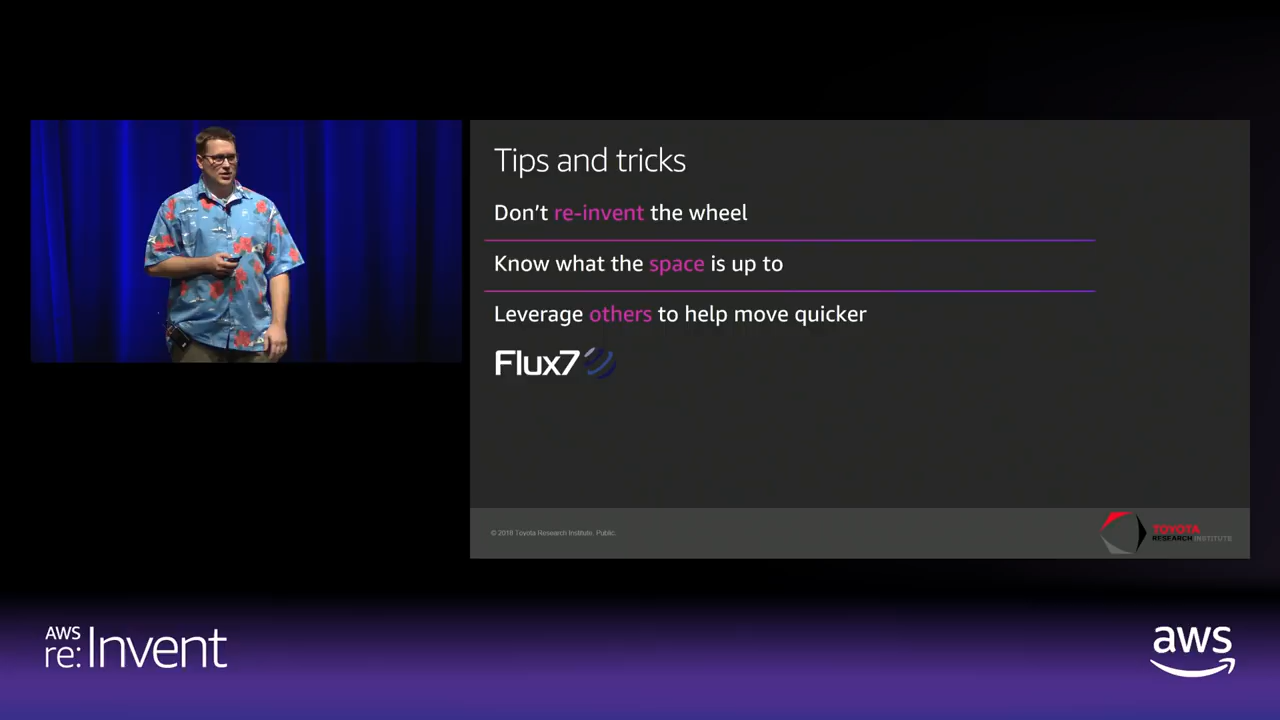 Tips and tricks
Don't re-invent the wheel
Know what the space is up to
Leverage others to help move quicker
Flux7
© 2018 Toyota Research Institute. Public.
TOYOTA
RESEARCH INSTITUTE
AWS
re:Invent
aws